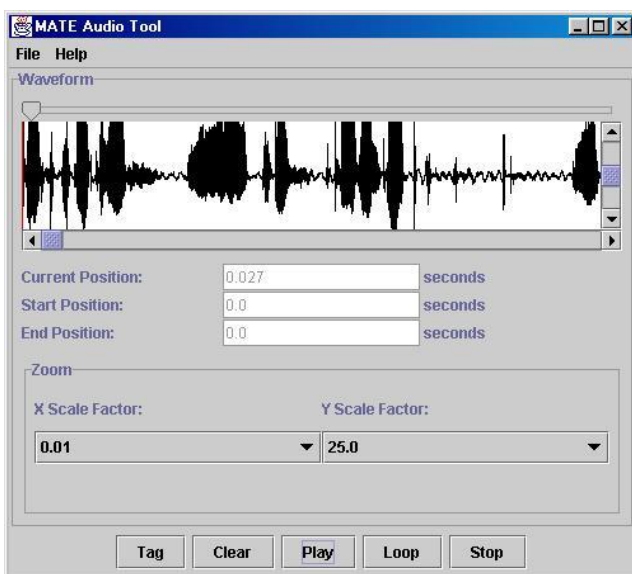 MATE Audio Tool
File Help
Waveform
Current Position: 0.027 seconds
Start Position: 0.0 seconds
End Position: 0.0 seconds
Zoom
X Scale Factor: Y Scale Factor:
0.01 25.0
Tag Clear Play Loop Stop